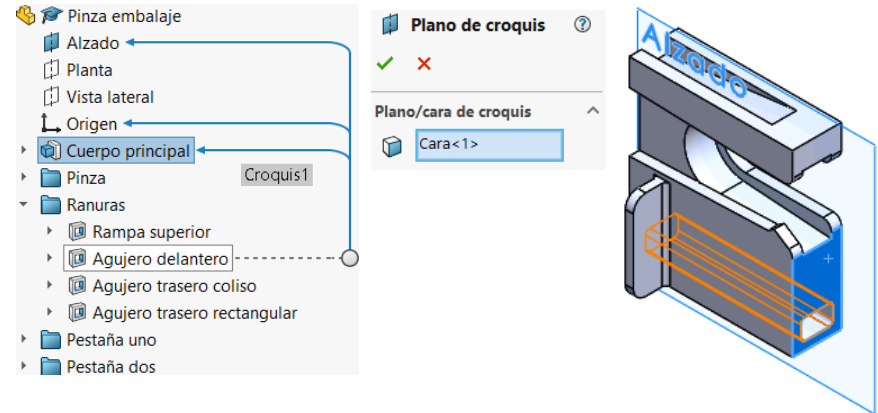 Pinza embalaje
Alzado
Planta
Vista lateral
Origen
Cuerpo principal
Croquis1
Pinza
Ranuras
Rampa superior
Agujero delantero
Agujero trasero coliso
Agujero trasero rectangular
Pestaña uno
Pestaña dos
Plano de croquis
Plano/cara de croquis
Cara<1>
Alzado